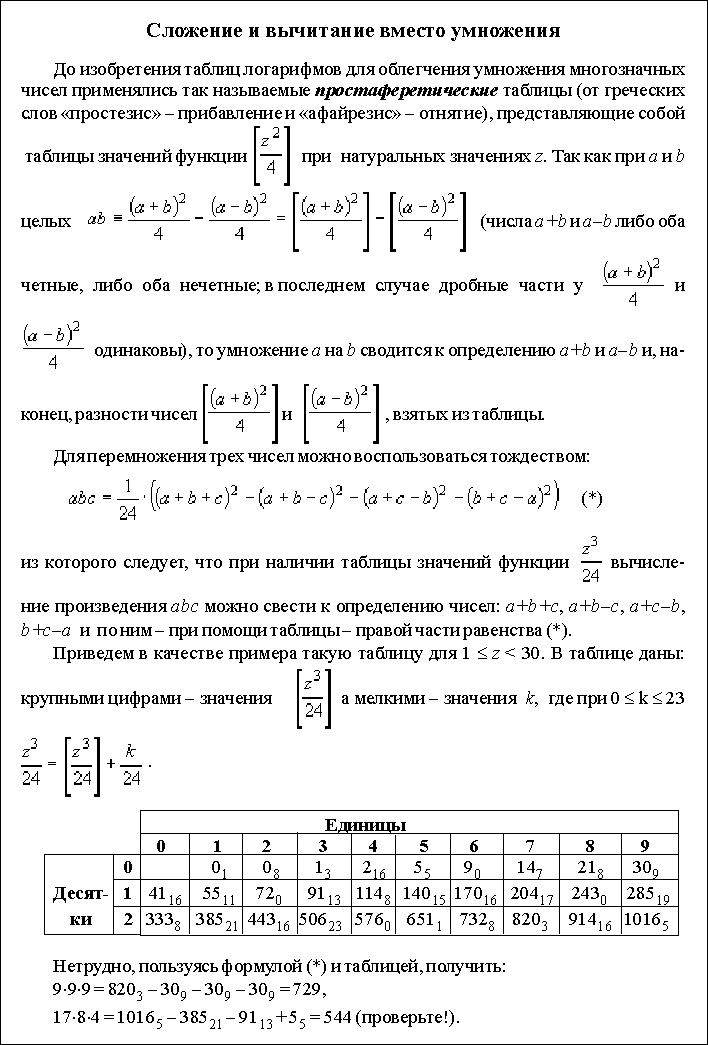 Сложение и вычитание вместо умножения
До изобретения таблиц логарифмов для облегчения умножения многозначных
чисел применялись так называемые простаферетические таблицы (от греческих
слов «простезис» – прибавление и «афайрезис» – отнятие), представляющие собой
таблицы значений функции [z²/4] при натуральных значениях z. Так как при a и b
целых ab ≡ (a + b)²/4 − (a − b)²/4 = [(a + b)²/4] − [(a − b)²/4] (числа a+b и a–b либо оба
четные, либо оба нечетные; в последнем случае дробные части у (a + b)²/4 и
(a − b)²/4 одинаковы), то умножение a на b сводится к определению a+b и a–b и, на-
конец, разности чисел [(a + b)²/4] и [(a − b)²/4], взятых из таблицы.
Для перемножения трех чисел можно воспользоваться тождеством:
abc = 1/24 · ((a + b + c)² − (a + b − c)² − (a + c − b)² − (b + c − a)²) (*)
из которого следует, что при наличии таблицы значений функции z³/24 вычисле-
ние произведения abc можно свести к определению чисел: a+b+c, a+b–c, a+c–b,
b+c–a и по ним – при помощи таблицы – правой части равенства (*).
Приведем в качестве примера такую таблицу для 1 ≤ z < 30. В таблице даны:
крупными цифрами – значения [z³/24] а мелкими – значения k, где при 0 ≤ k ≤ 23
z³/24 = [z³/24] + k/24 .
Единицы
0 1 2 3 4 5 6 7 8 9
0 0₁ 0₈ 1₃ 2₁₆ 5₅ 9₀ 14₇ 21₈ 30₉
Десят- 1 41₁₆ 55₁₁ 72₀ 91₁₃ 114₈ 140₁₅ 170₁₆ 204₁₇ 243₀ 285₁₉
ки 2 333₈ 385₂₁ 443₁₆ 506₂₃ 576₀ 651₁ 732₈ 820₃ 914₁₆ 1016₅
Нетрудно, пользуясь формулой (*) и таблицей, получить:
9·9·9 = 820₃ – 30₉ – 30₉ – 30₉ = 729,
17·8·4 = 1016₅ – 385₂₁ – 91₁₃ + 5₅ = 544 (проверьте!).